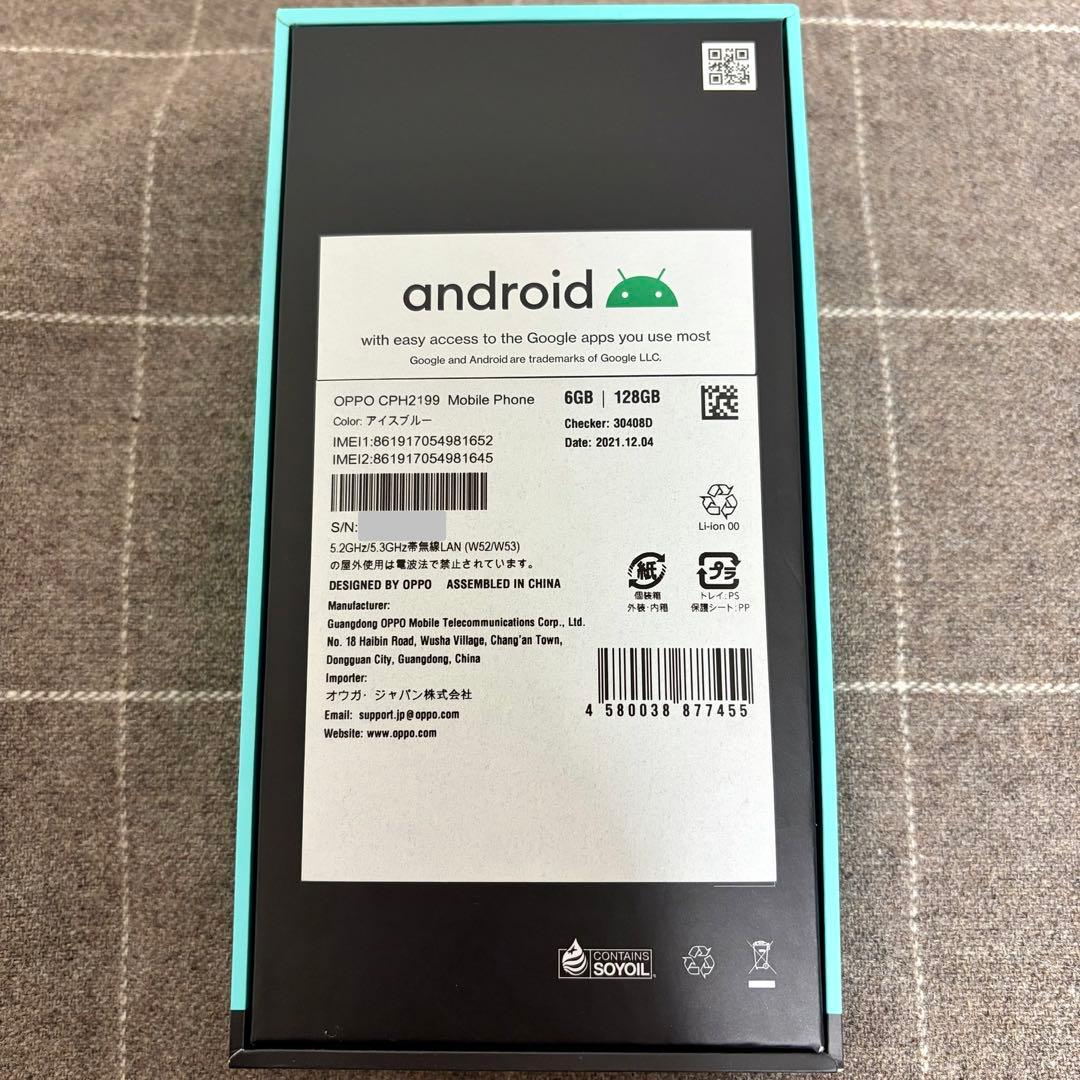 android
with easy access to the Google apps you use most
Google and Android are trademarks of Google LLC.
OPPO CPH2199 Mobile Phone
6GB | 128GB
Color: アイスブルー
Checker: 30408D
IMEI1:861917054981652
Date: 2021.12.04
IMEI2:861917054981645
S/N:
Li-ion 00
5.2GHz/5.3GHz帯無線LAN (W52/W53)
の屋外使用は電波法で禁止されています。
DESIGNED BY OPPO ASSEMBLED IN CHINA
紙
個装箱
外装・内箱
プラ
トレイ:PS
保護シート:PP
Manufacturer:
Guangdong OPPO Mobile Telecommunications Corp., Ltd.
No. 18 Haibin Road, Wusha Village, Chang'an Town,
Dongguan City, Guangdong, China
Importer:
オウガ・ジャパン株式会社
Email: support.jp@oppo.com
Website: www.oppo.com
4 580038 877455
CONTAINS
SOYOIL